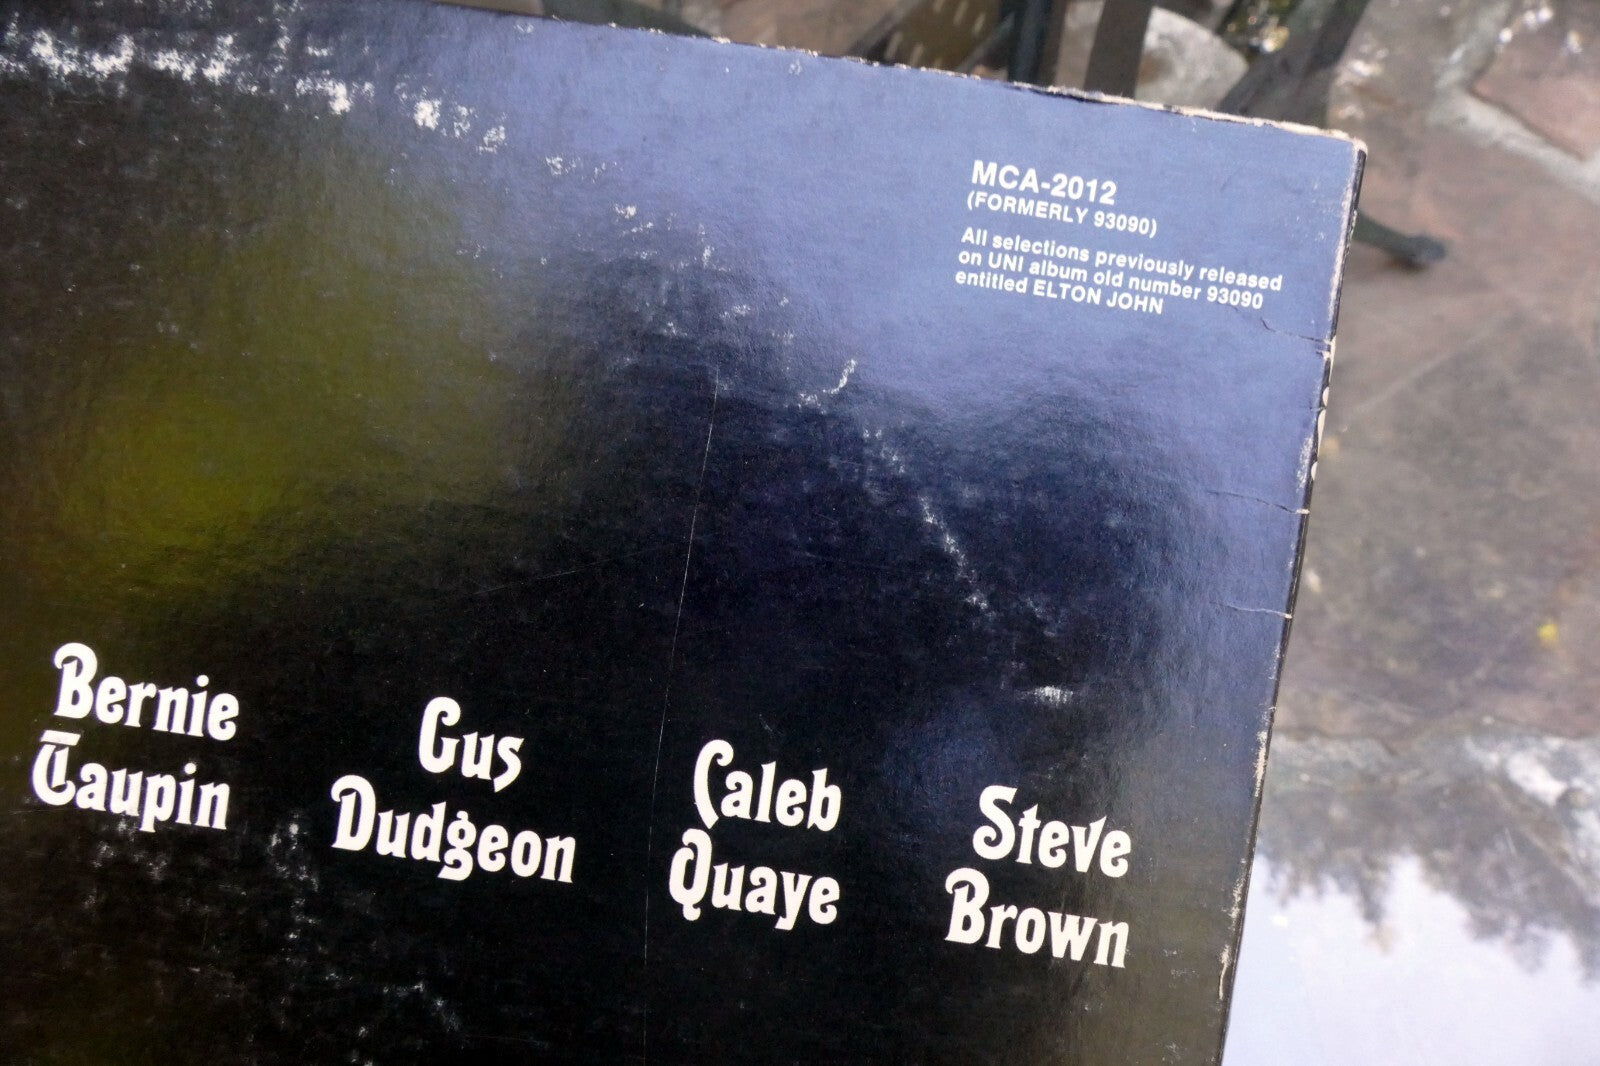 MCA-2012
(FORMERLY 93090)
All selections previously released
on UNI album old number 93090
entitled ELTON JOHN
Bernie
Taupin
Gus
Dudgeon
Caleb
Quaye
Steve
Brown